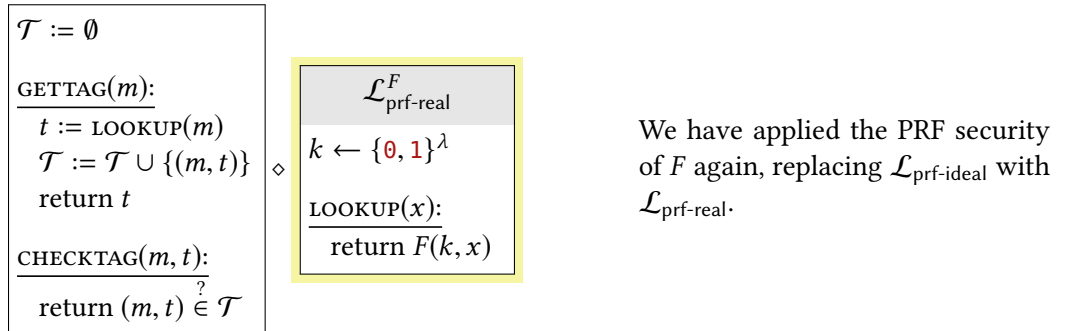 𝒯 := ∅
GETTAG(m):
t := LOOKUP(m)
𝒯 := 𝒯 ∪ {(m, t)}
return t
CHECKTAG(m, t):
return (m, t) ∈? 𝒯
⋄
ℒ^F_prf-real
k ← {0, 1}^λ
LOOKUP(x):
return F(k, x)
We have applied the PRF security
of F again, replacing ℒ_prf-ideal with
ℒ_prf-real.